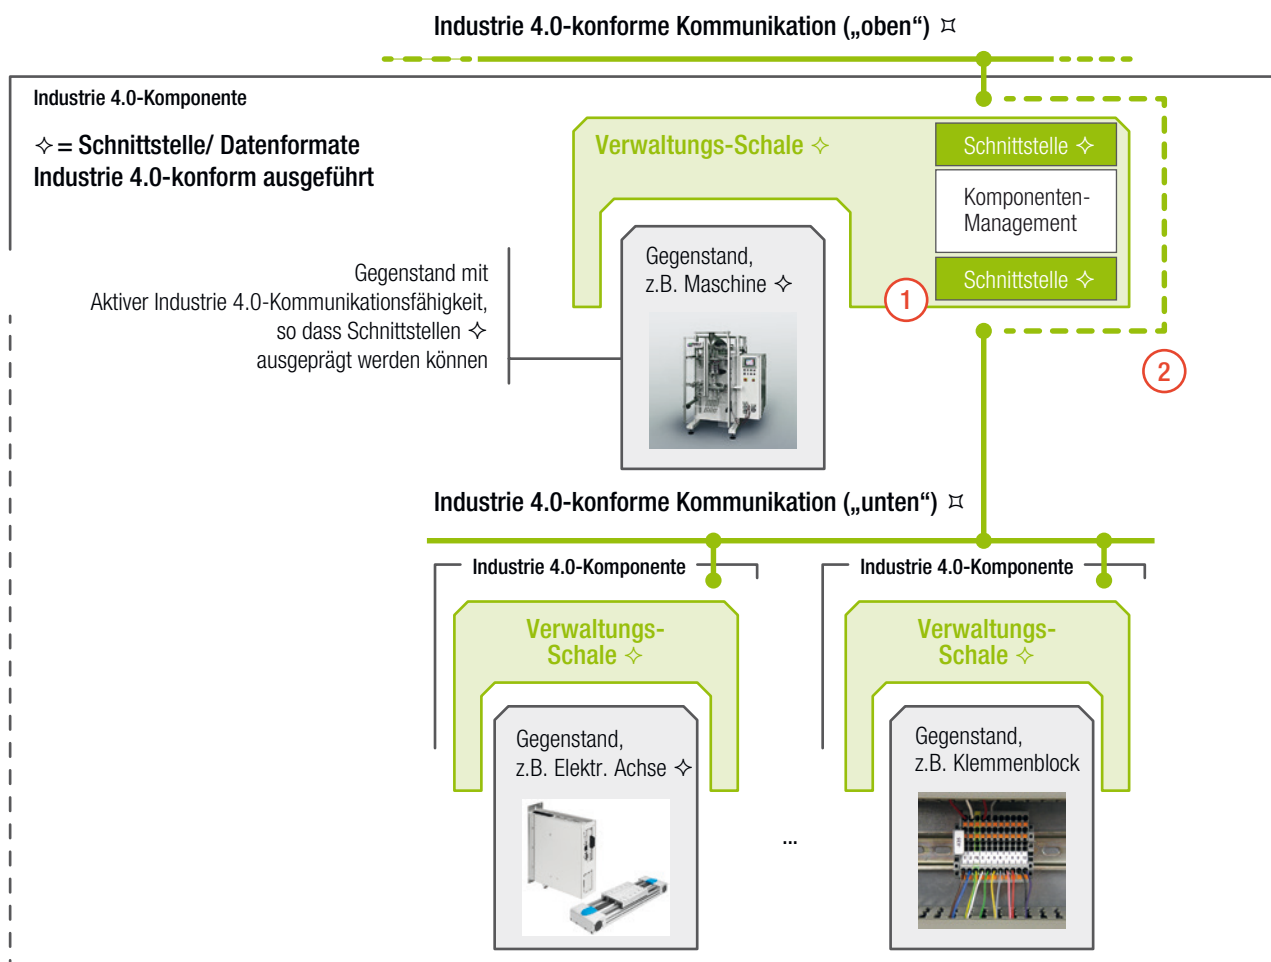 Industrie 4.0-konforme Kommunikation („oben“) ¤
Industrie 4.0-Komponente
✧ = Schnittstelle/ Datenformate
Industrie 4.0-konform ausgeführt
Verwaltungs-Schale ✧
Schnittstelle ✧
Komponenten-
Management
Schnittstelle ✧
Gegenstand,
z.B. Maschine ✧
Gegenstand mit
Aktiver Industrie 4.0-Kommunikationsfähigkeit,
so dass Schnittstellen ✧
ausgeprägt werden können
1
2
Industrie 4.0-konforme Kommunikation („unten“) ¤
Industrie 4.0-Komponente
Verwaltungs-
Schale ✧
Gegenstand,
z.B. Elektr. Achse ✧
...
Industrie 4.0-Komponente
Verwaltungs-
Schale ✧
Gegenstand,
z.B. Klemmenblock